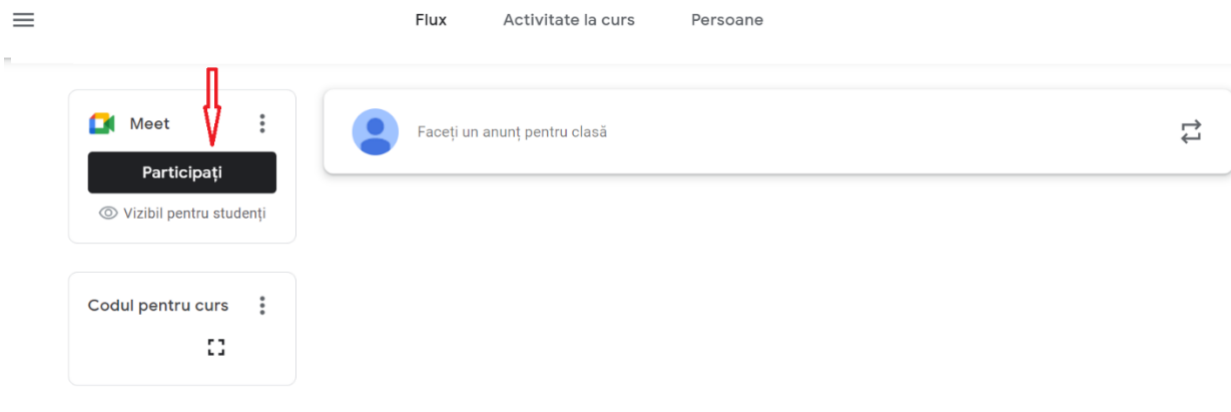 Flux Activitate la curs Persoane
Meet
Participați
Vizibil pentru studenți
Faceți un anunț pentru clasă
Codul pentru curs